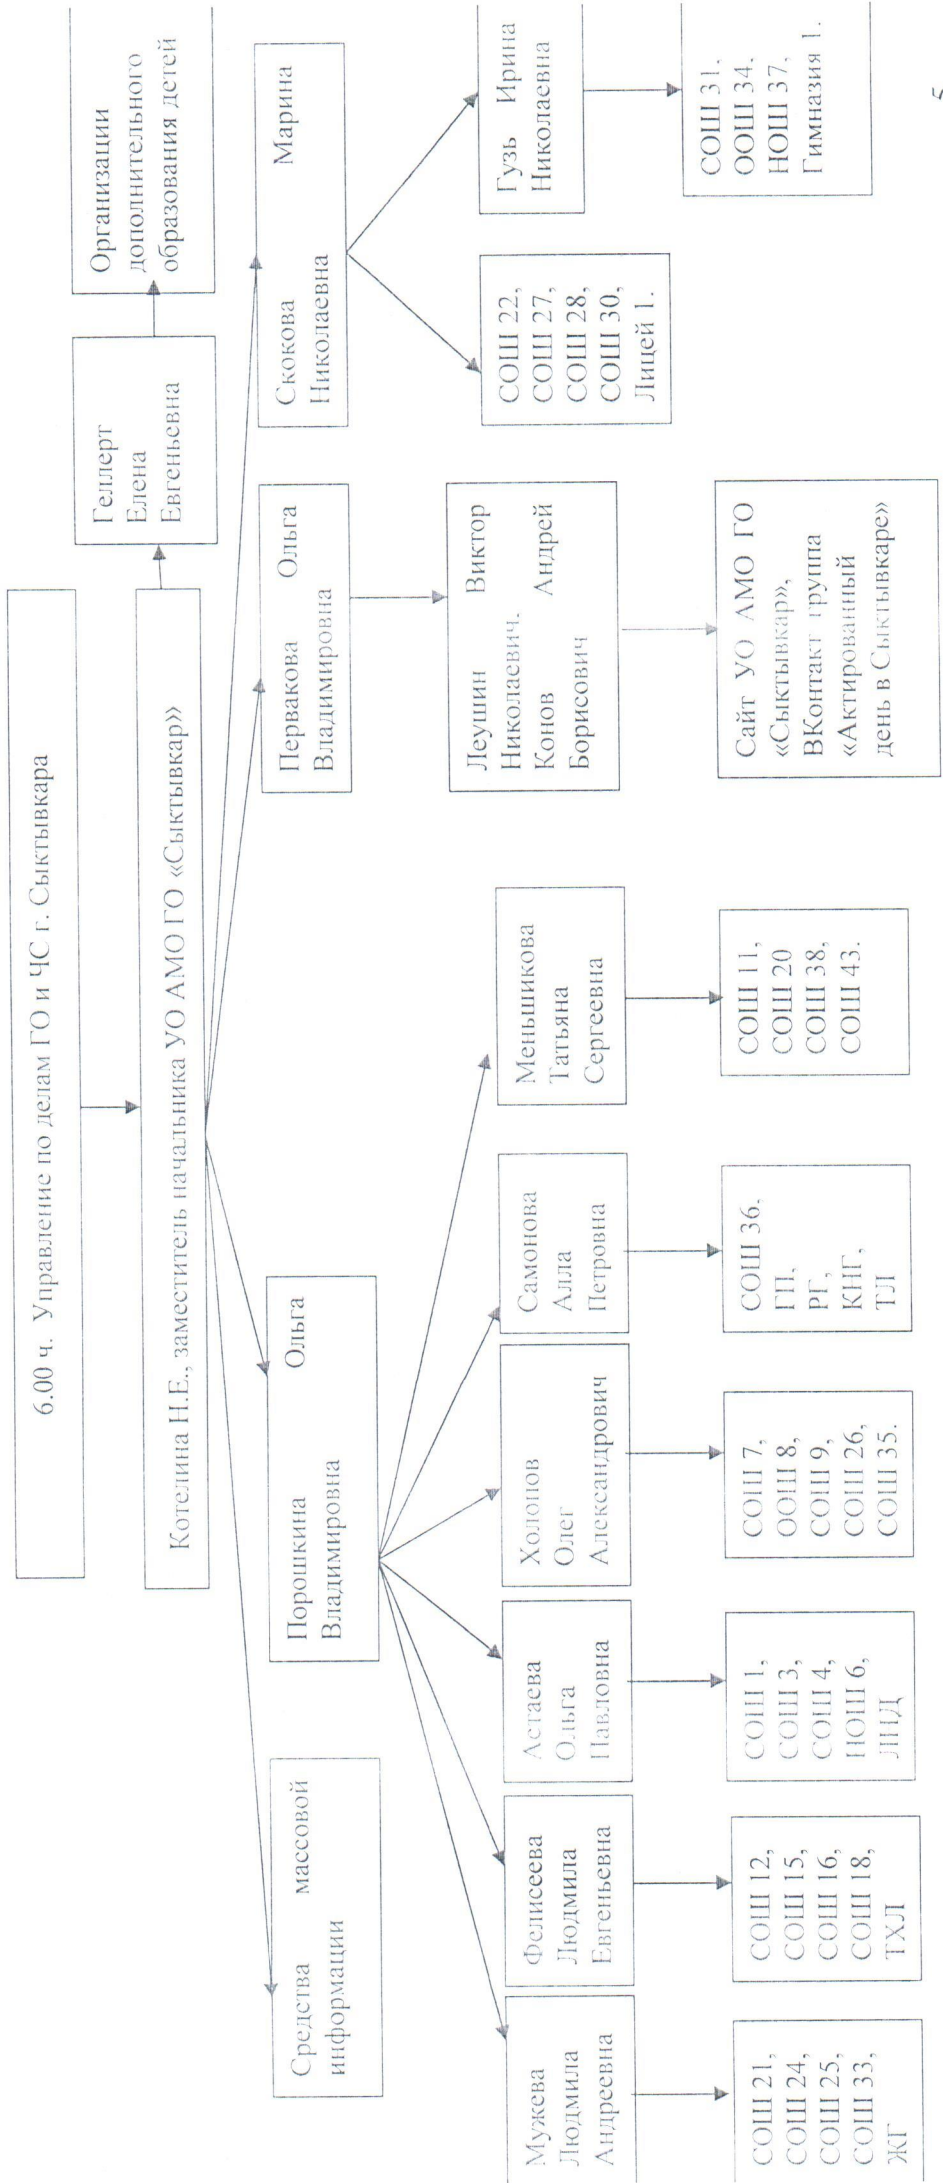 6.00 ч. Управление по делам ГО и ЧС г. Сыктывкара
Котелина Н.Е., заместитель начальника УО АМО ГО «Сыктывкар»
Геллерт
Елена
Евгеньевна
Организации
дополнительного
образования детей
Средства массовой
информации
Порошкина Ольга
Владимировна
Первакова Ольга
Владимировна
Скокова Марина
Николаевна
Мужева
Людмила
Андреевна
Фелисеева
Людмила
Евгеньевна
Астаева
Ольга
Павловна
Холопов
Олег
Александрович
Самонова
Алла
Петровна
Меньшикова
Татьяна
Сергеевна
Леушин Виктор
Николаевич.
Конов Андрей
Борисович
СОШ 22,
СОШ 27,
СОШ 28,
СОШ 30,
Лицей 1.
Гузь Ирина
Николаевна
СОШ 21,
СОШ 24,
СОШ 25,
СОШ 33,
ЖГ
СОШ 12,
СОШ 15,
СОШ 16,
СОШ 18,
ТХЛ
СОШ 1,
СОШ 3,
СОШ 4,
НОШ 6,
ЛНД
СОШ 7,
ООШ 8,
СОШ 9,
СОШ 26,
СОШ 35.
СОШ 36,
ГП,
РГ,
КНГ,
ТЛ
СОШ 11,
СОШ 20
СОШ 38,
СОШ 43.
Сайт УО АМО ГО
«Сыктывкар»,
ВКонтакт группа
«Актированный
день в Сыктывкаре»
СОШ 31,
ООШ 34.
НОШ 37,
Гимназия 1.
5